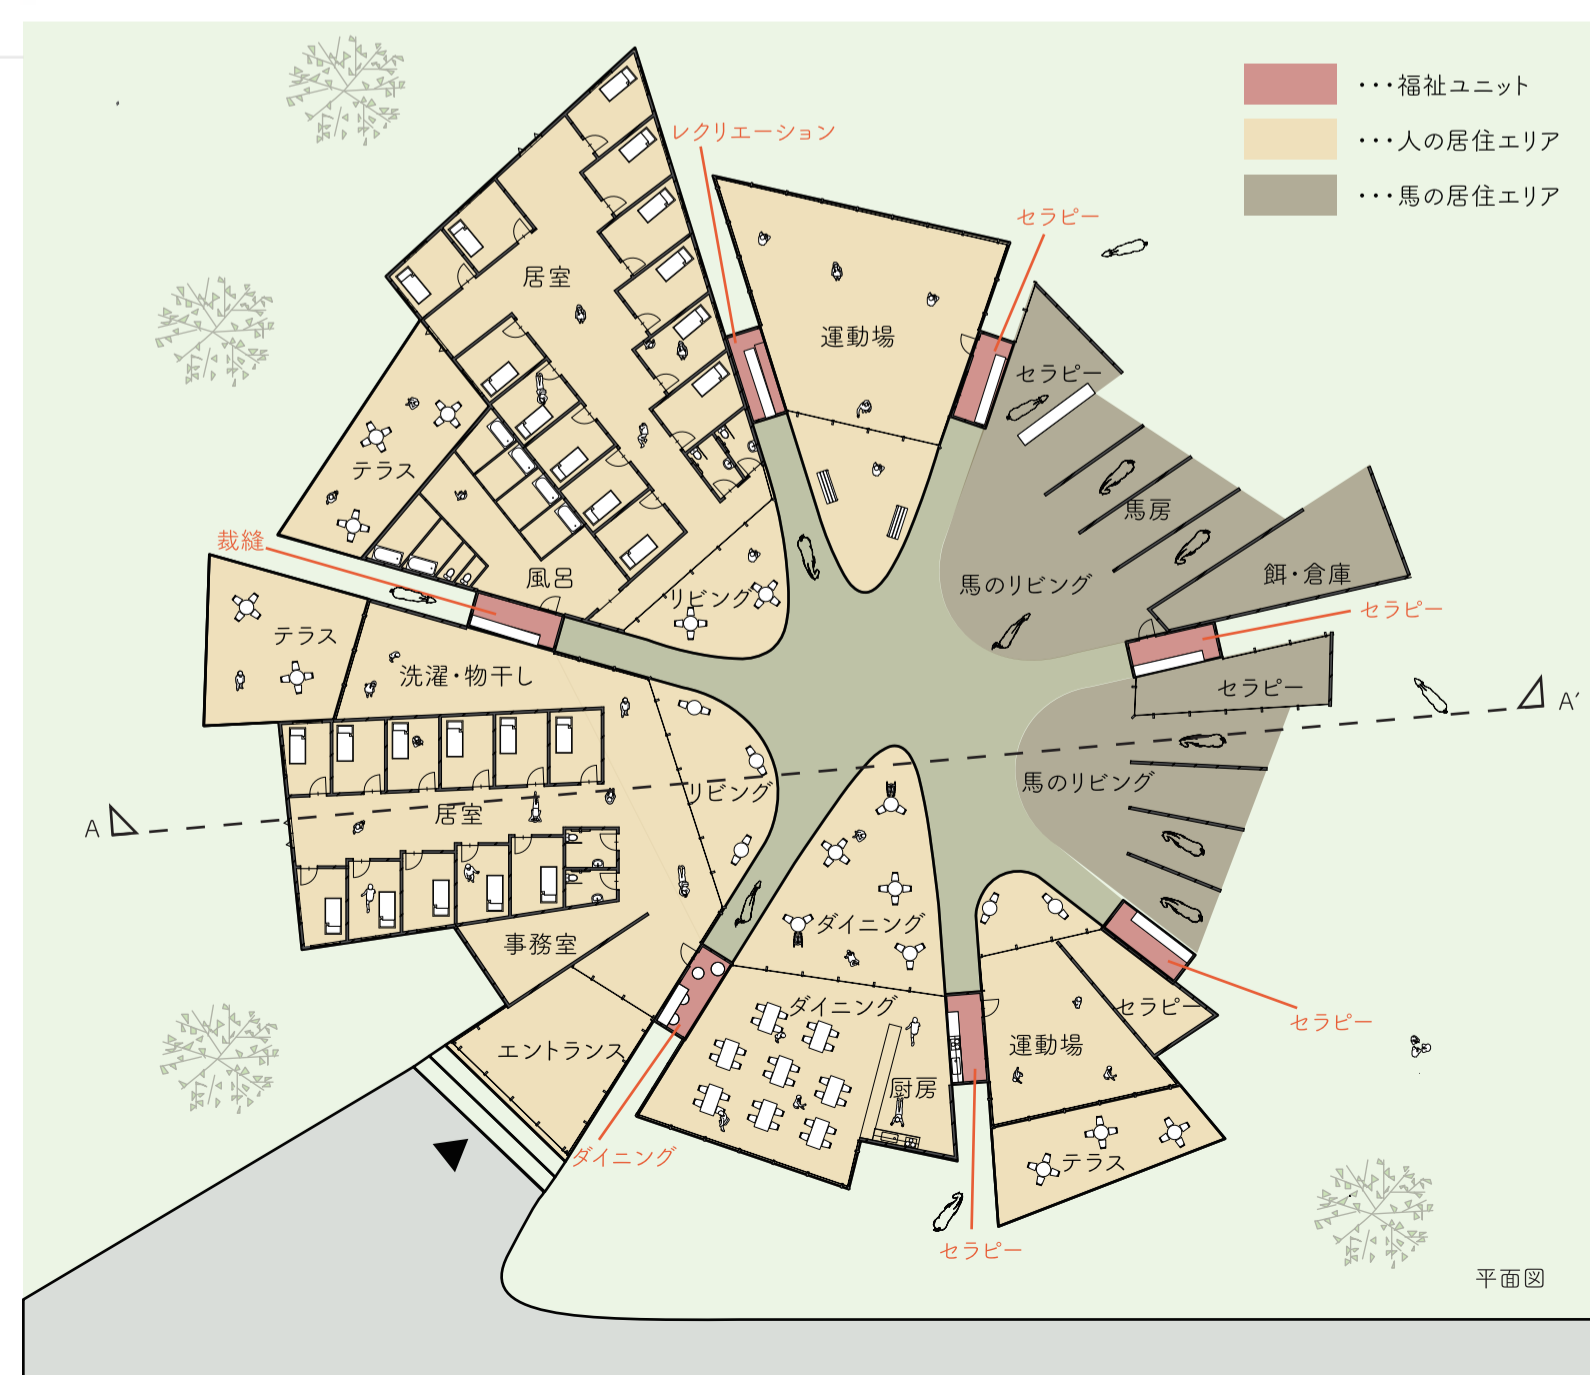 ・・・福祉ユニット
・・・人の居住エリア
・・・馬の居住エリア
レクリエーション
セラピー
居室
運動場
セラピー
テラス
馬房
裁縫
風呂
リビング
馬のリビング
餌・倉庫
セラピー
テラス
洗濯・物干し
セラピー
A'
リビング
馬のリビング
A
居室
事務室
ダイニング
ダイニング
セラピー
セラピー
エントランス
運動場
厨房
ダイニング
テラス
セラピー
平面図